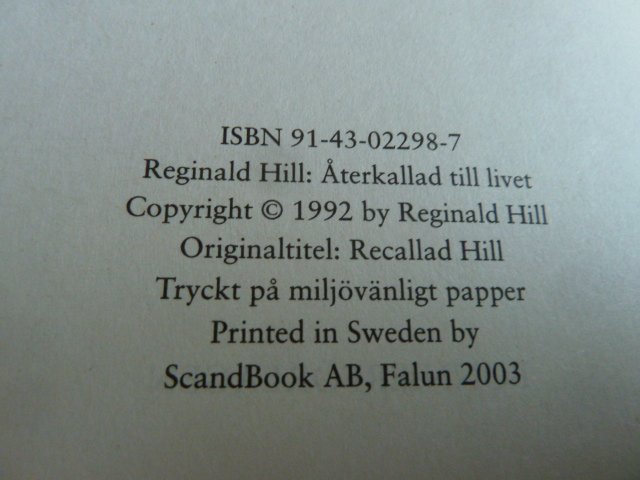 ISBN 91-43-02298-7
Reginald Hill: Återkallad till livet
Copyright © 1992 by Reginald Hill
Originaltitel: Recallad Hill
Tryckt på miljövänligt papper
Printed in Sweden by
ScandBook AB, Falun 2003